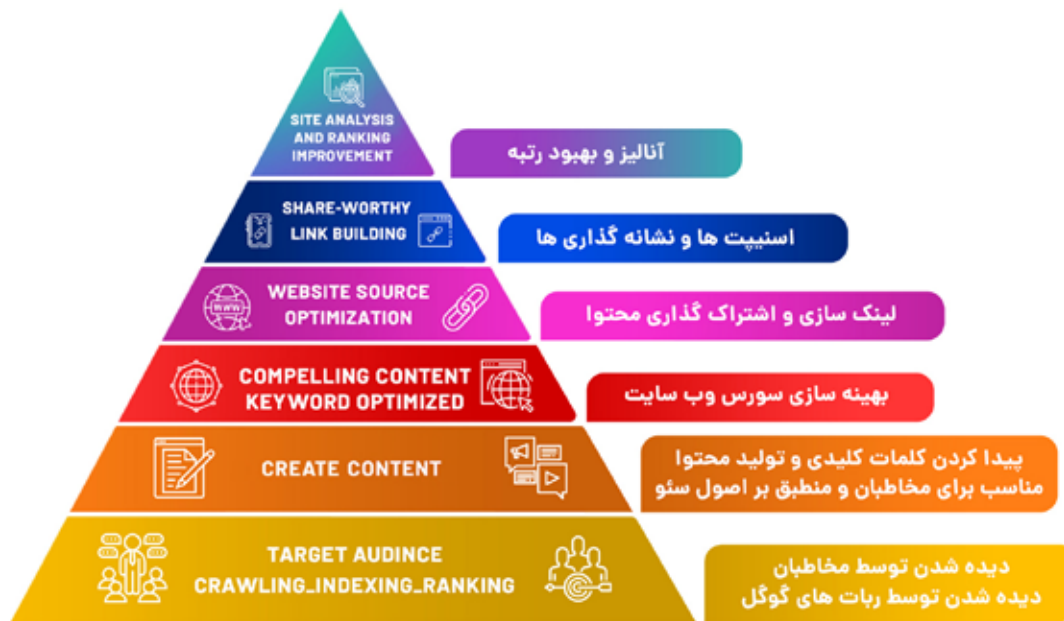 SITE ANALYSIS
AND RANKING
IMPROVEMENT
آنالیز و بهبود رتبه
SHARE-WORTHY
LINK BUILDING
اسنیپت ها و نشانه گذاری ها
WEBSITE SOURCE
OPTIMIZATION
لینک سازی و اشتراک گذاری محتوا
COMPELLING CONTENT
KEYWORD OPTIMIZED
بهینه سازی سورس وب سایت
CREATE CONTENT
پیدا کردن کلمات کلیدی و تولید محتوا
مناسب برای مخاطبان و منطبق بر اصول سئو
TARGET AUDINCE
CRAWLING_INDEXING_RANKING
دیده شدن توسط مخاطبان
دیده شدن توسط ربات های گوگل
WWW